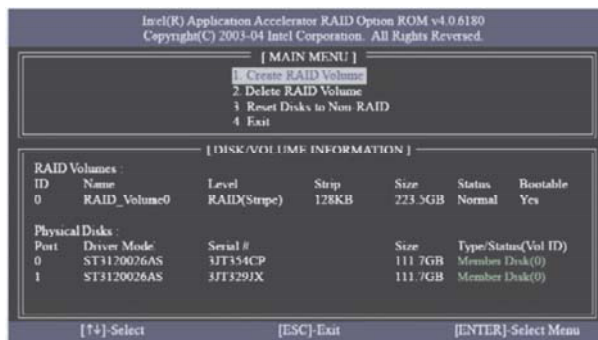 Intel(R) Application Accelerator RAID Option ROM v4.0.6180
Copyright(C) 2003-04 Intel Corporation. All Rights Reversed.
[ MAIN MENU ]
1. Create RAID Volume
2. Delete RAID Volume
3 Reset Disks to Non-RAID
4 Exit
[ DISK/VOLUME INFORMATION ]
RAID Volumes :
ID Name Level Strip Size Status Bootable
0 RAID_Volume0 RAID(Stripe) 128KB 223.5GB Normal Yes
Physical Disks :
Port Driver Mode. Serial # Size Type/Status(Vol ID)
0 ST3120026AS 3JT354CP 111.7GB Member Disk(0)
1 ST3120026AS 3JT329JX 111.7GB Member Disk(0)
[↑↓]-Select [ESC]-Exit [ENTER]-Select Menu